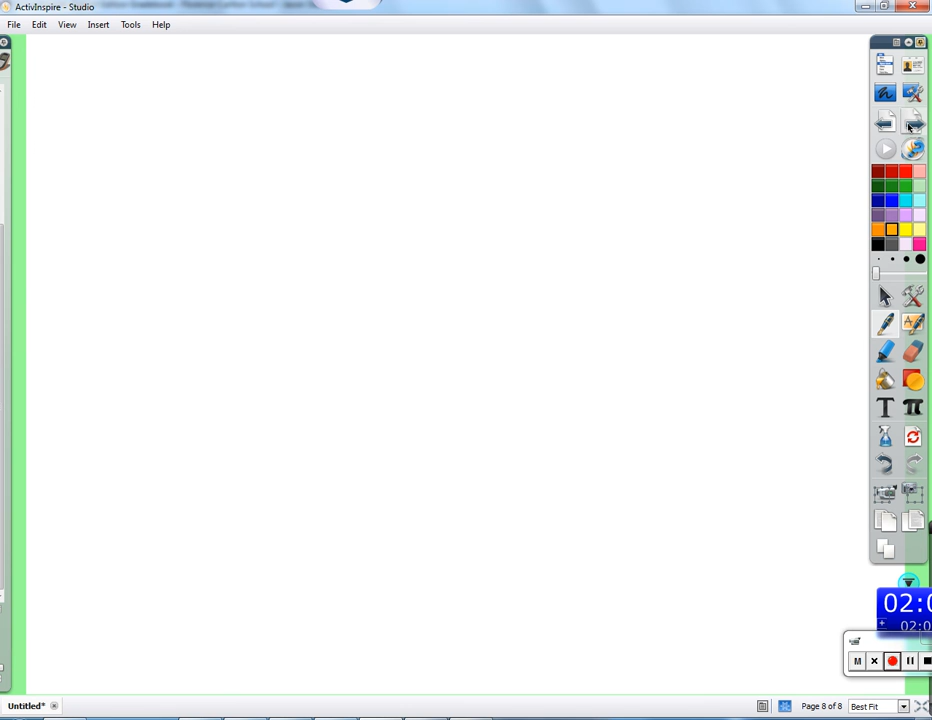 ActivInspire - Studio
File Edit View Insert Tools Help
T π
02:0
02:0
M
Untitled* Page 8 of 8 Best Fit